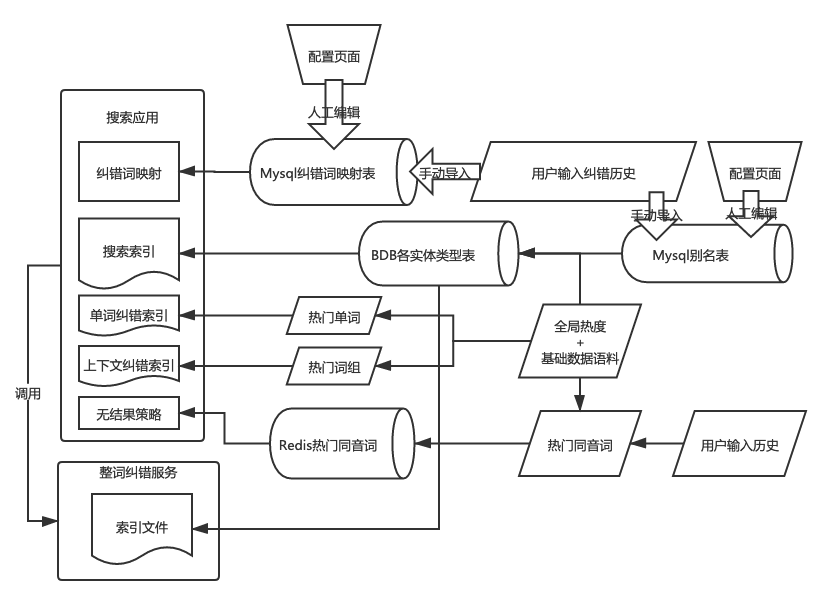 配置页面
人工编辑
搜索应用
纠错词映射
Mysql纠错词映射表
手动导入
用户输入纠错历史
配置页面
手动导入
人工编辑
搜索索引
BDB各实体类型表
Mysql别名表
单词纠错索引
热门单词
全局热度
+
基础数据语料
上下文纠错索引
热门词组
调用
无结果策略
Redis热门同音词
热门同音词
用户输入历史
整词纠错服务
索引文件